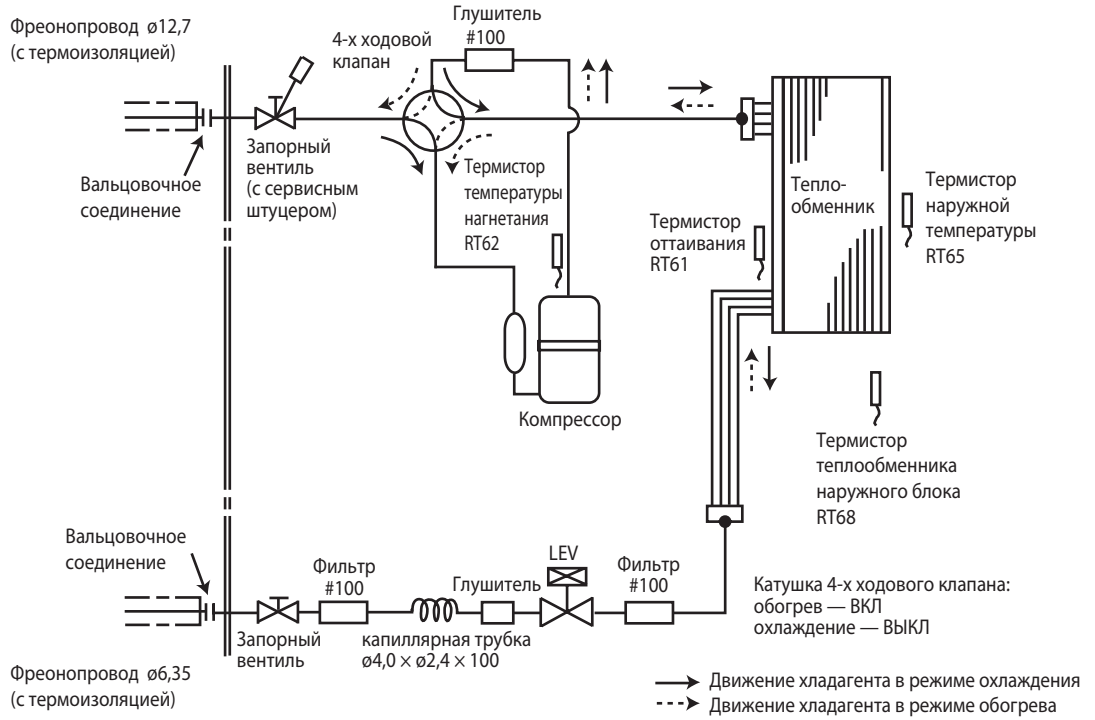 Фреонопровод ø12,7
(с термоизоляцией)
4-х ходовой
клапан
Глушитель
#100
Запорный
вентиль
(с сервисным
штуцером)
Вальцовочное
соединение
Термистор
температуры
нагнетания
RT62
Тепло-
обменник
Термистор
наружной
температуры
RT65
Термистор
оттаивания
RT61
Компрессор
Термистор
теплообменника
наружного блока
RT68
Вальцовочное
соединение
Фильтр
#100
Глушитель
LEV
Фильтр
#100
Катушка 4-х ходового клапана:
обогрев — ВКЛ
охлаждение — ВЫКЛ
Запорный
вентиль
капиллярная трубка
ø4,0 × ø2,4 × 100
Фреонопровод ø6,35
(с термоизоляцией)
Движение хладагента в режиме охлаждения
Движение хладагента в режиме обогрева